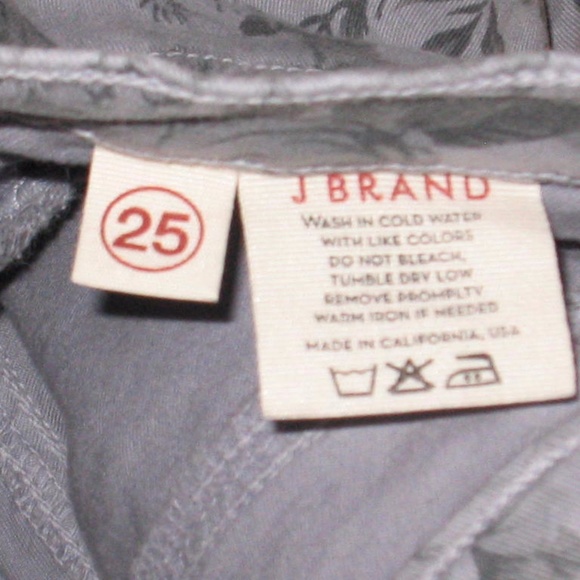 25
J BRAND
WASH IN COLD WATER
WITH LIKE COLORS
DO NOT BLEACH,
TUMBLE DRY LOW
REMOVE PROMPLTY
WARM IRON IF NEEDED
MADE IN CALIFORNIA, USA